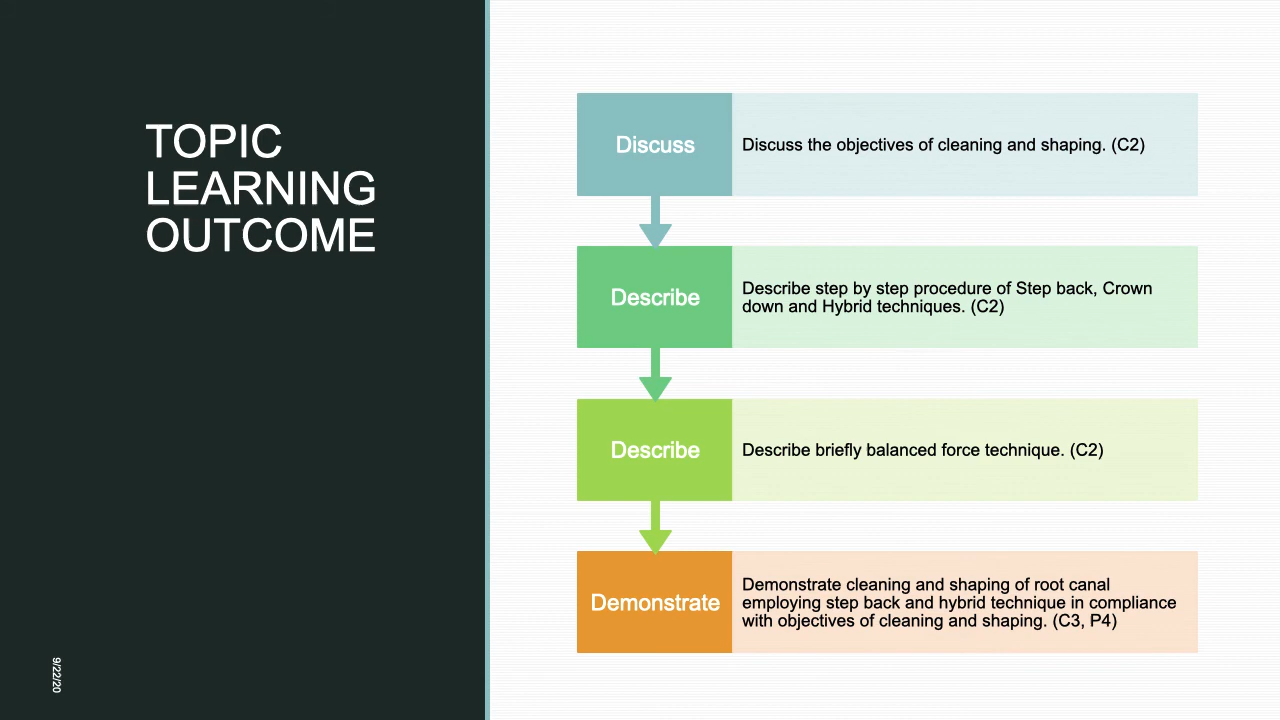 TOPIC
LEARNING
OUTCOME
9/22/20
Discuss
Discuss the objectives of cleaning and shaping. (C2)
Describe
Describe step by step procedure of Step back, Crown
down and Hybrid techniques. (C2)
Describe
Describe briefly balanced force technique. (C2)
Demonstrate
Demonstrate cleaning and shaping of root canal
employing step back and hybrid technique in compliance
with objectives of cleaning and shaping. (C3, P4)